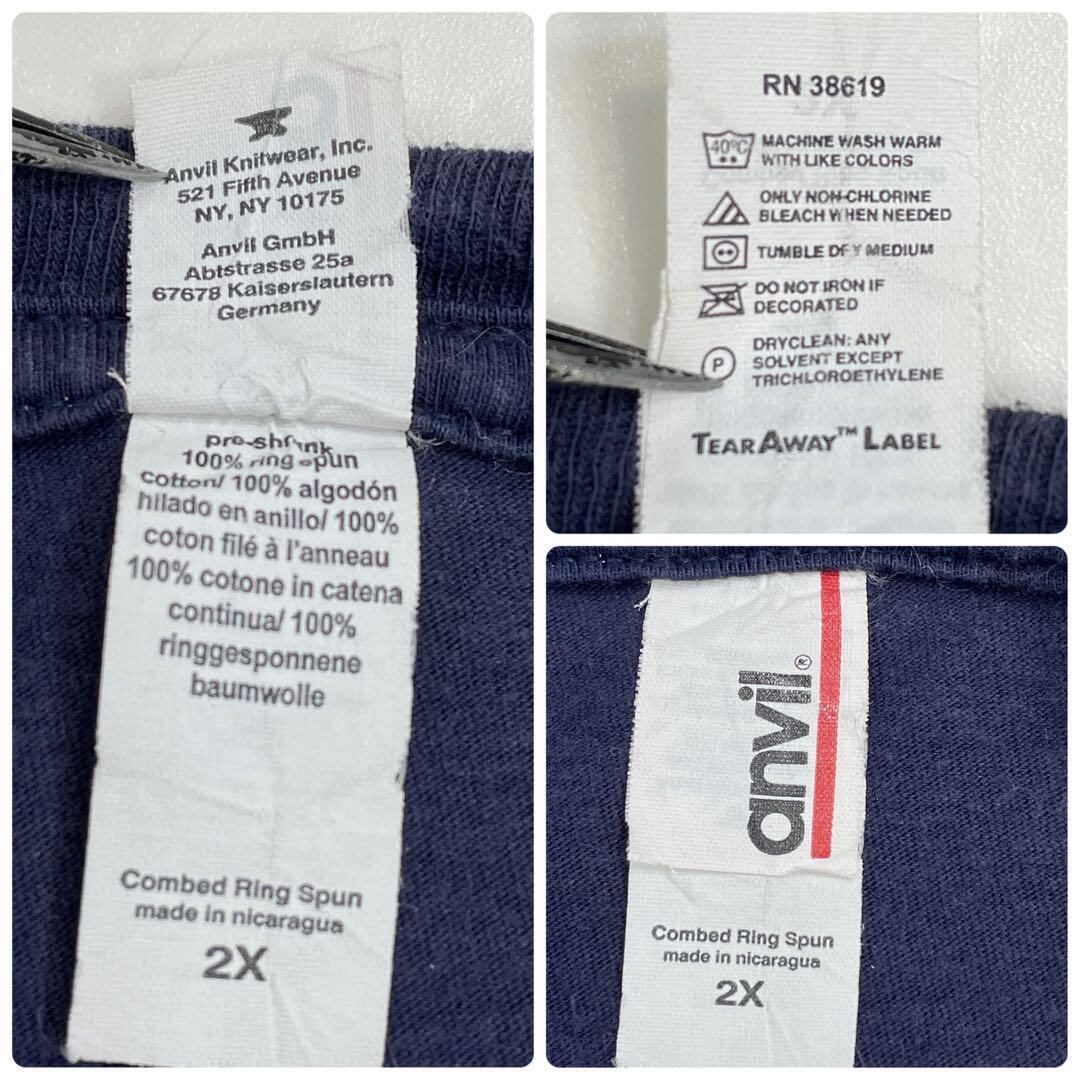 Anvil Knitwear, Inc.
521 Fifth Avenue
NY, NY 10175
Anvil GmbH
Abtstrasse 25a
67678 Kaiserslautern
Germany
pre-shrunk
100% ring spun
cotton/ 100% algodón
hilado en anillo/ 100%
coton filé à l'anneau
100% cotone in catena
continua/ 100%
ringgesponnene
baumwolle
Combed Ring Spun
made in nicaragua
2X
RN 38619
40°C
MACHINE WASH WARM
WITH LIKE COLORS
ONLY NON-CHLORINE
BLEACH WHEN NEEDED
TUMBLE DRY MEDIUM
DO NOT IRON IF
DECORATED
P
DRYCLEAN: ANY
SOLVENT EXCEPT
TRICHLOROETHYLENE
TEARAWAY™ LABEL
anvil®
Combed Ring Spun
made in nicaragua
2X